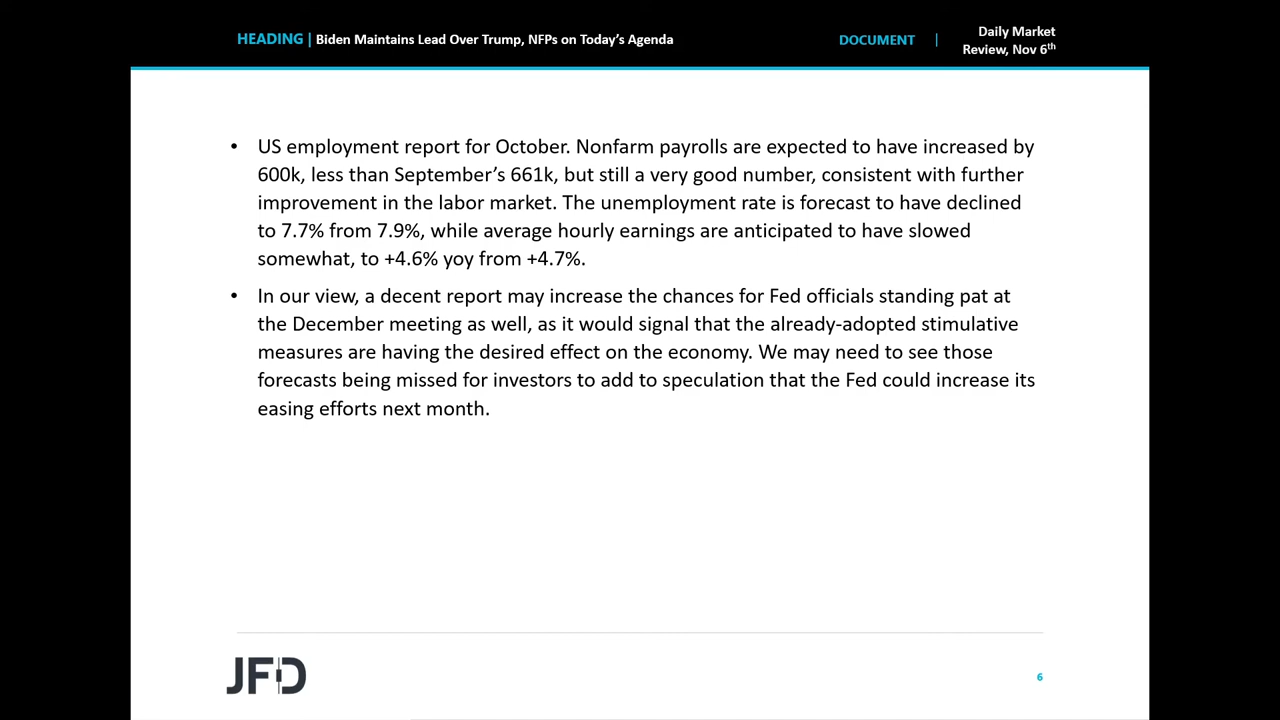 HEADING | Biden Maintains Lead Over Trump, NFPs on Today's Agenda
DOCUMENT |
Daily Market
Review, Nov 6th
• US employment report for October. Nonfarm payrolls are expected to have increased by
600k, less than September's 661k, but still a very good number, consistent with further
improvement in the labor market. The unemployment rate is forecast to have declined
to 7.7% from 7.9%, while average hourly earnings are anticipated to have slowed
somewhat, to +4.6% yoy from +4.7%.
• In our view, a decent report may increase the chances for Fed officials standing pat at
the December meeting as well, as it would signal that the already-adopted stimulative
measures are having the desired effect on the economy. We may need to see those
forecasts being missed for investors to add to speculation that the Fed could increase its
easing efforts next month.
JFD
6